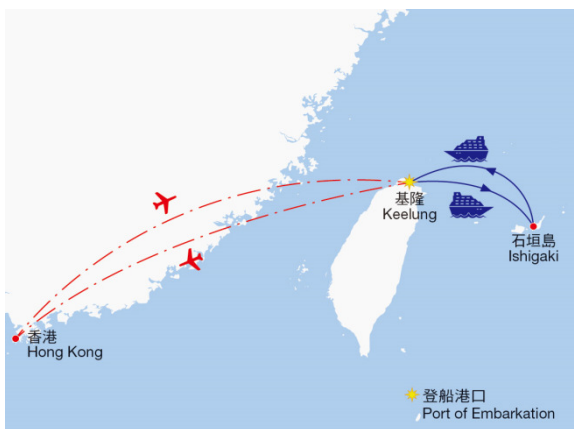 基隆
Keelung
石垣島
Ishigaki
香港
Hong Kong
登船港口
Port of Embarkation